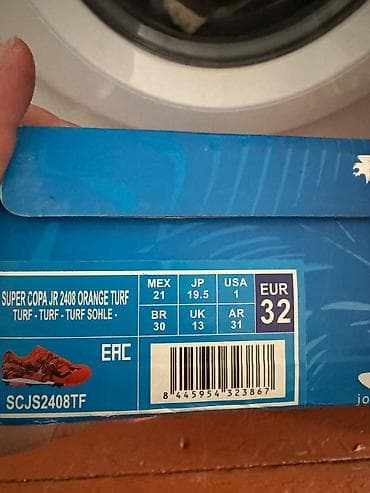 SUPER COPA JR 2408 ORANGE TURF
TURF - TURF - TURF SOHLE -
MEX 21
JP 19.5
USA 1
BR 30
UK 13
AR 31
EUR 32
EAC
SCJS2408TF
8 445954 323867
jo